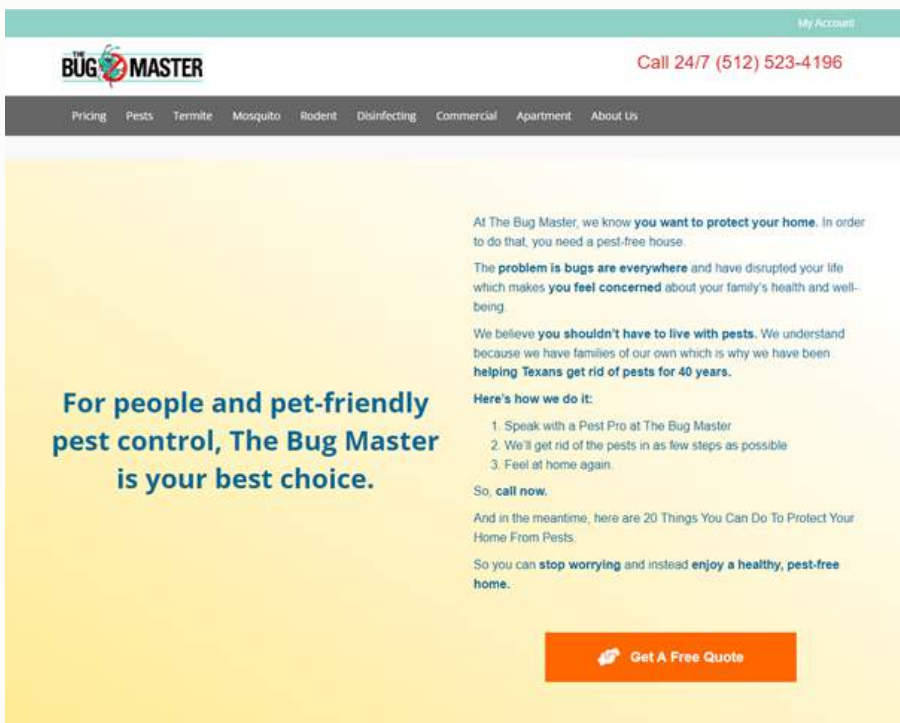 My Account
THE
BUG MASTER
Call 24/7 (512) 523-4196
Pricing Pests Termite Mosquito Rodent Disinfecting Commercial Apartment About Us
For people and pet-friendly
pest control, The Bug Master
is your best choice.
At The Bug Master, we know you want to protect your home. In order
to do that, you need a pest-free house.
The problem is bugs are everywhere and have disrupted your life
which makes you feel concerned about your family's health and well-
being.
We believe you shouldn't have to live with pests. We understand
because we have families of our own which is why we have been
helping Texans get rid of pests for 40 years.
Here's how we do it:
1. Speak with a Pest Pro at The Bug Master
2. We'll get rid of the pests in as few steps as possible
3. Feel at home again.
So, call now.
And in the meantime, here are 20 Things You Can Do To Protect Your
Home From Pests.
So you can stop worrying and instead enjoy a healthy, pest-free
home.
Get A Free Quote